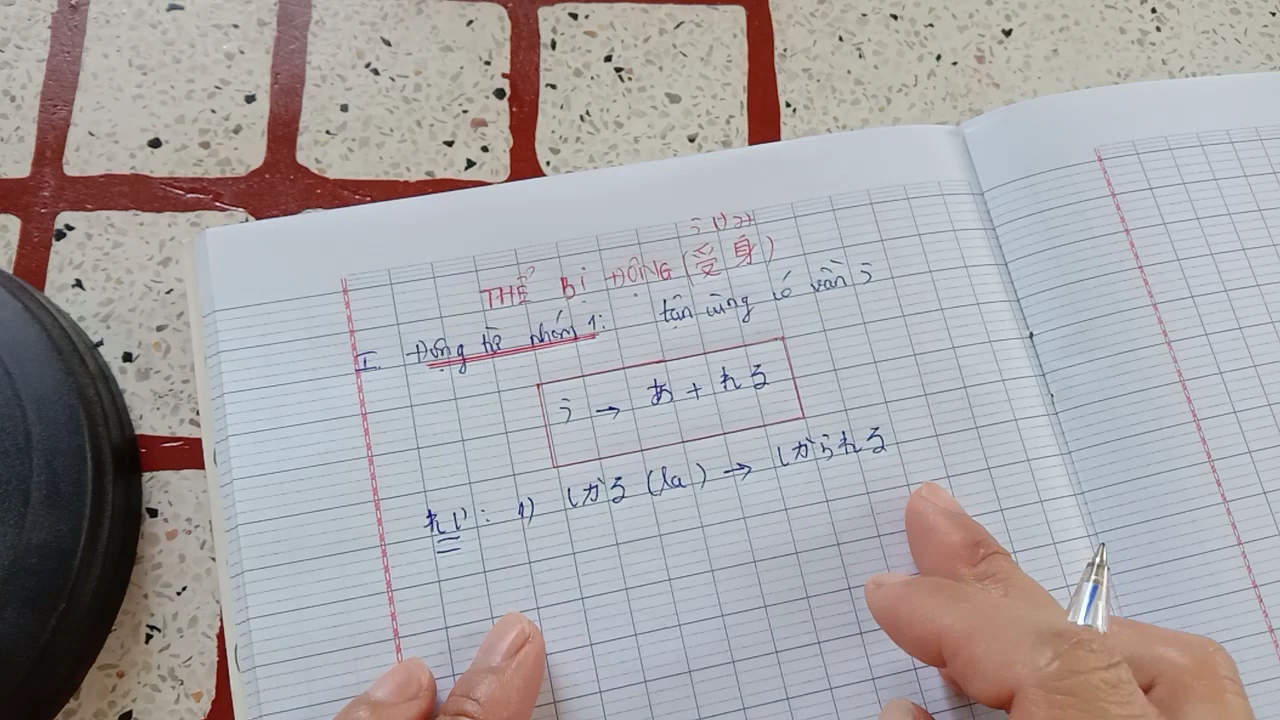 うけみ
THỂ BỊ ĐỘNG (受身)
I. Động từ nhóm 1: tận cùng có vần う
う → あ + れる
れい: 1) しかる (la) → しかられる